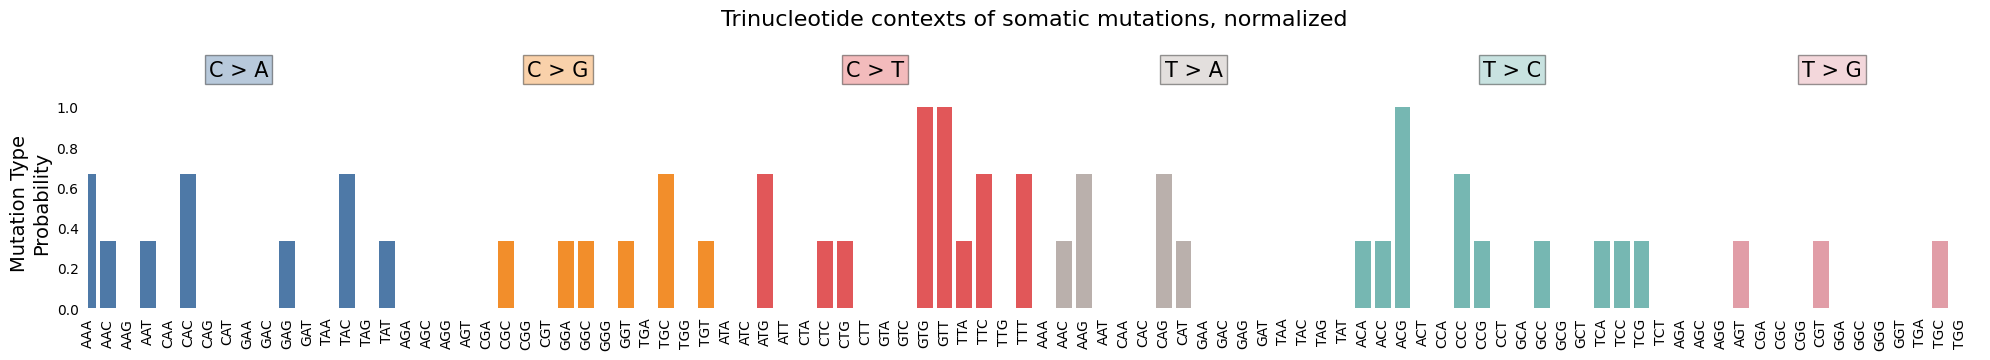 Trinucleotide contexts of somatic mutations, normalized
C > A C > G C > T T > A T > C T > G
Mutation Type
Probability
1.0
0.8
0.6
0.4
0.2
0.0
AAA AAC AAG AAT CAA CAC CAG CAT GAA GAC GAG GAT TAA TAC TAG TAT AGA AGC AGG AGT CGA CGC CGG CGT GGA GGC GGG GGT TGA TGC TGG TGT ATA ATC ATG ATT CTA CTC CTG CTT GTA GTC GTG GTT TTA TTC TTG TTT AAA AAC AAG AAT CAA CAC CAG CAT GAA GAC GAG GAT TAA TAC TAG TAT ACA ACC ACG ACT CCA CCC CCG CCT GCA GCC GCG GCT TCA TCC TCG TCT AGA AGC AGG AGT CGA CGC CGG CGT GGA GGC GGG GGT TGA TGC TGG